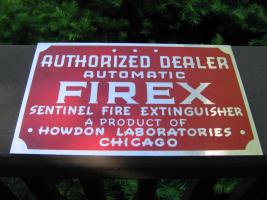 AUTHORIZED DEALER
AUTOMATIC
FIREX
SENTINEL FIRE EXTINGUISHER
A PRODUCT OF
• HOWDON LABORATORIES •
CHICAGO